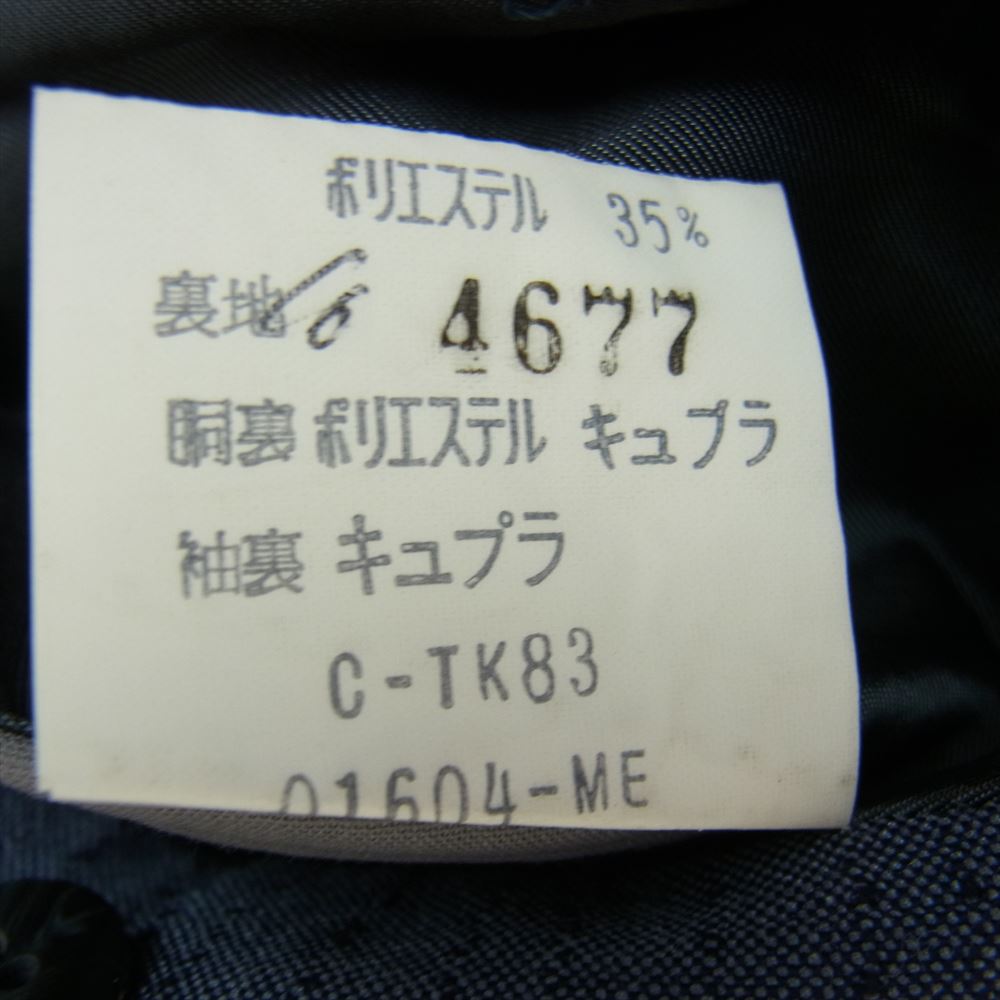 ポリエステル 35%
裏地 6 4677
胴裏 ポリエステル キュプラ
袖裏 キュプラ
C-TK83
01604-ME